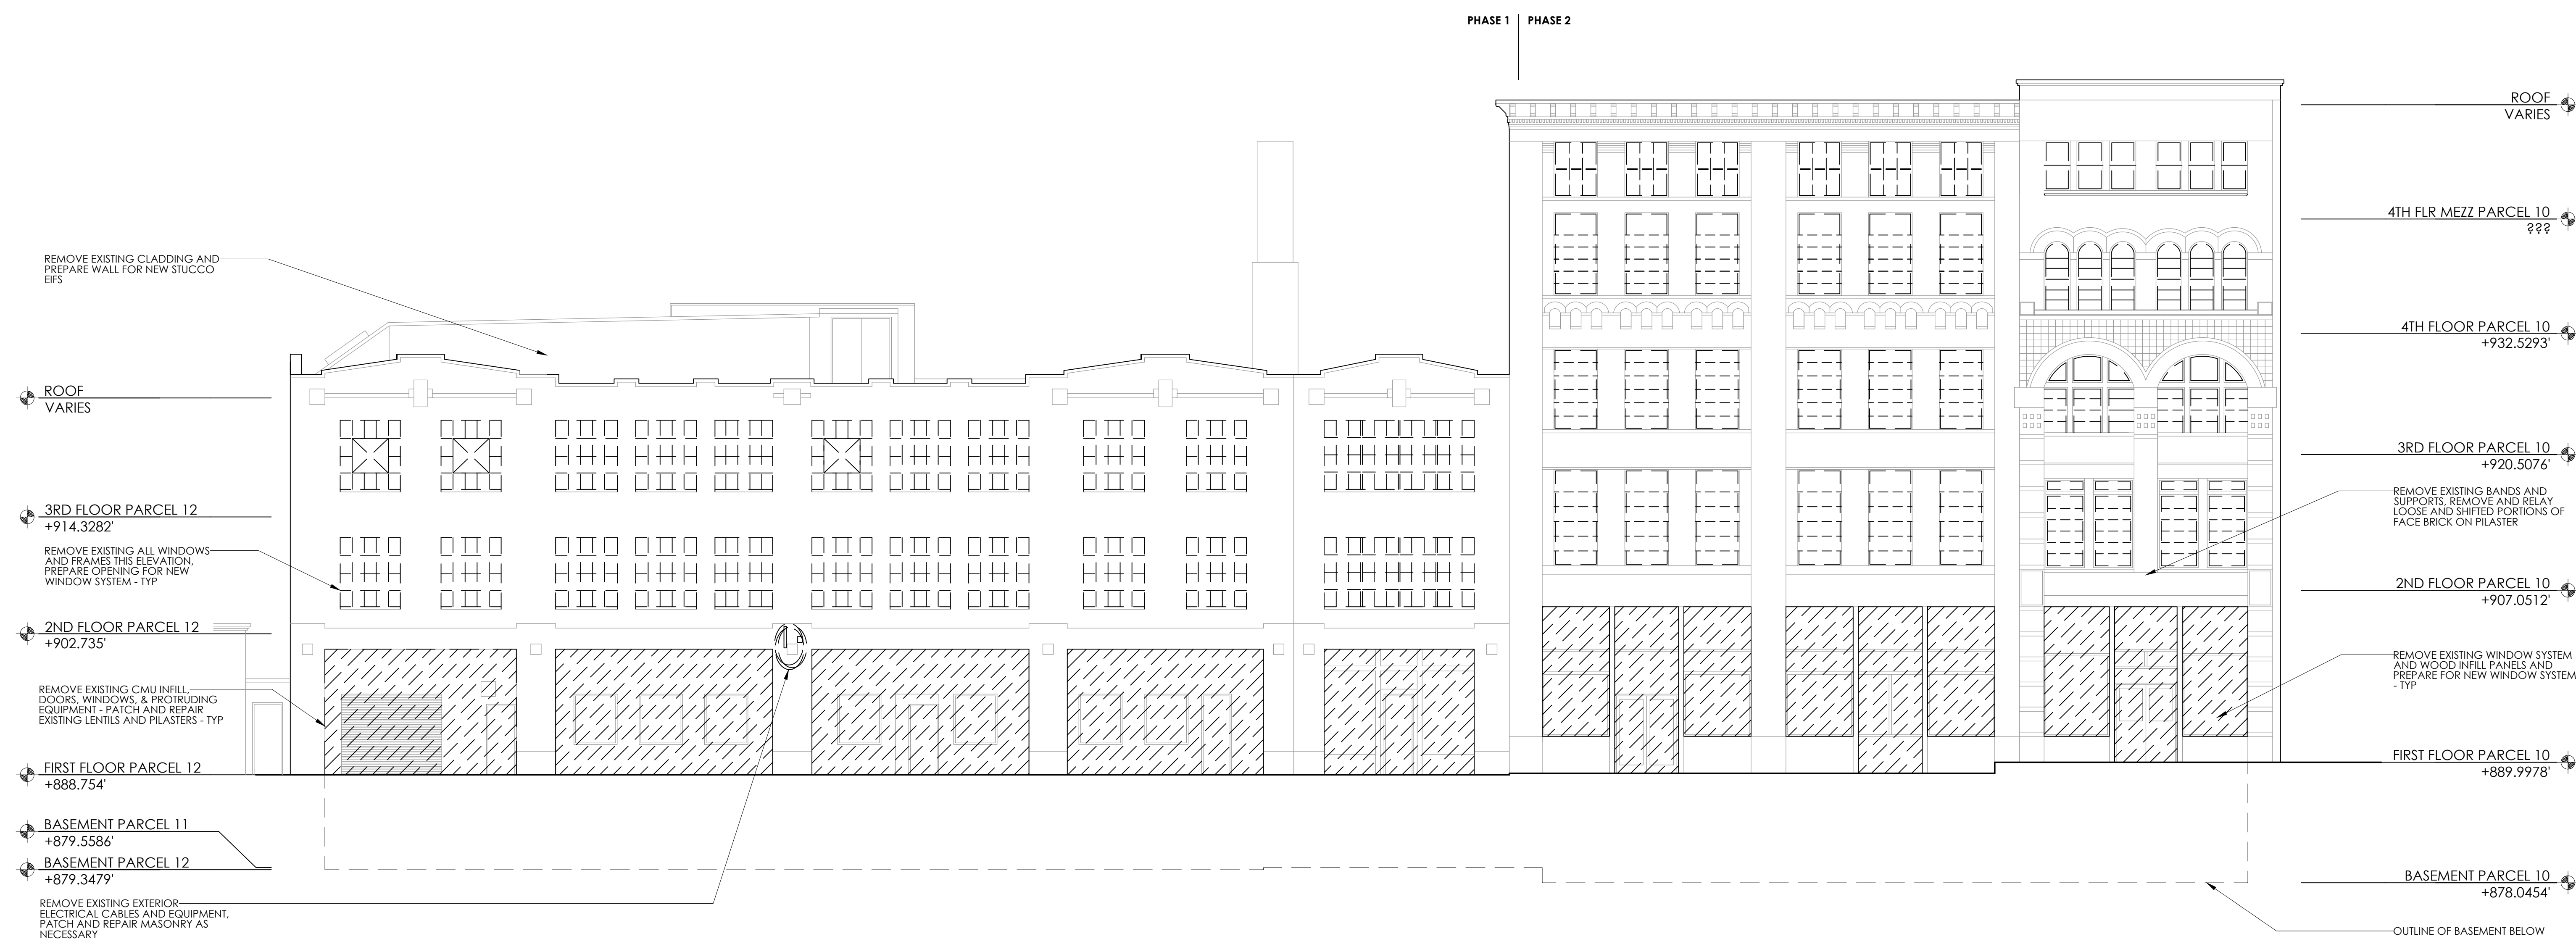 PHASE 1
PHASE 2
REMOVE EXISTING CLADDING AND
PREPARE WALL FOR NEW STUCCO
EIFS
ROOF
VARIES
3RD FLOOR PARCEL 12
+914.3282'
REMOVE EXISTING ALL WINDOWS
AND FRAMES THIS ELEVATION,
PREPARE OPENING FOR NEW
WINDOW SYSTEM - TYP
2ND FLOOR PARCEL 12
+902.735'
REMOVE EXISTING CMU INFILL,
DOORS, WINDOWS, & PROTRUDING
EQUIPMENT - PATCH AND REPAIR
EXISTING LENTILS AND PILASTERS - TYP
FIRST FLOOR PARCEL 12
+888.754'
BASEMENT PARCEL 11
+879.5586'
BASEMENT PARCEL 12
+879.3479'
REMOVE EXISTING EXTERIOR
ELECTRICAL CABLES AND EQUIPMENT,
PATCH AND REPAIR MASONRY AS
NECESSARY
ROOF
VARIES
4TH FLR MEZZ PARCEL 10
???
4TH FLOOR PARCEL 10
+932.5293'
3RD FLOOR PARCEL 10
+920.5076'
REMOVE EXISTING BANDS AND
SUPPORTS, REMOVE AND RELAY
LOOSE AND SHIFTED PORTIONS OF
FACE BRICK ON PILASTER
2ND FLOOR PARCEL 10
+907.0512'
REMOVE EXISTING WINDOW SYSTEM
AND WOOD INFILL PANELS AND
PREPARE FOR NEW WINDOW SYSTEM
- TYP
FIRST FLOOR PARCEL 10
+889.9978'
BASEMENT PARCEL 10
+878.0454'
OUTLINE OF BASEMENT BELOW